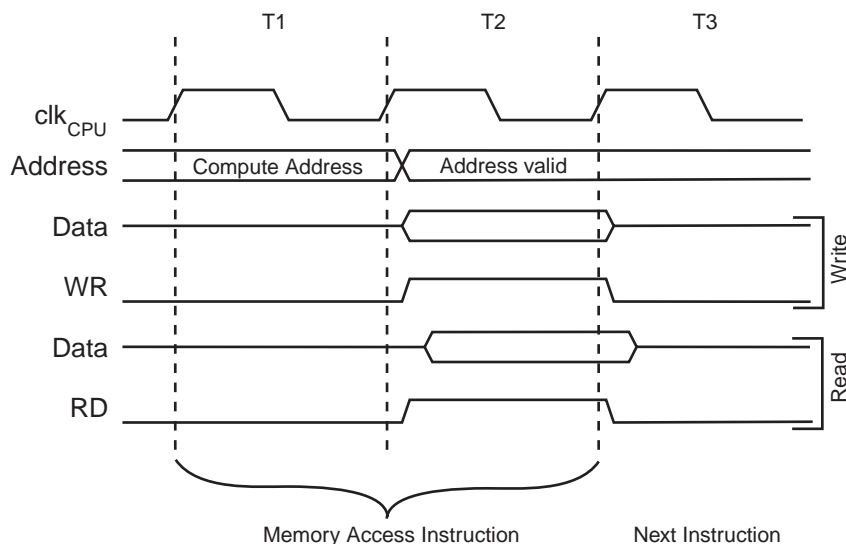 T1 T2 T3
clkCPU
Address Compute Address Address valid
Data
WR
Write
Data
RD
Read
Memory Access Instruction Next Instruction